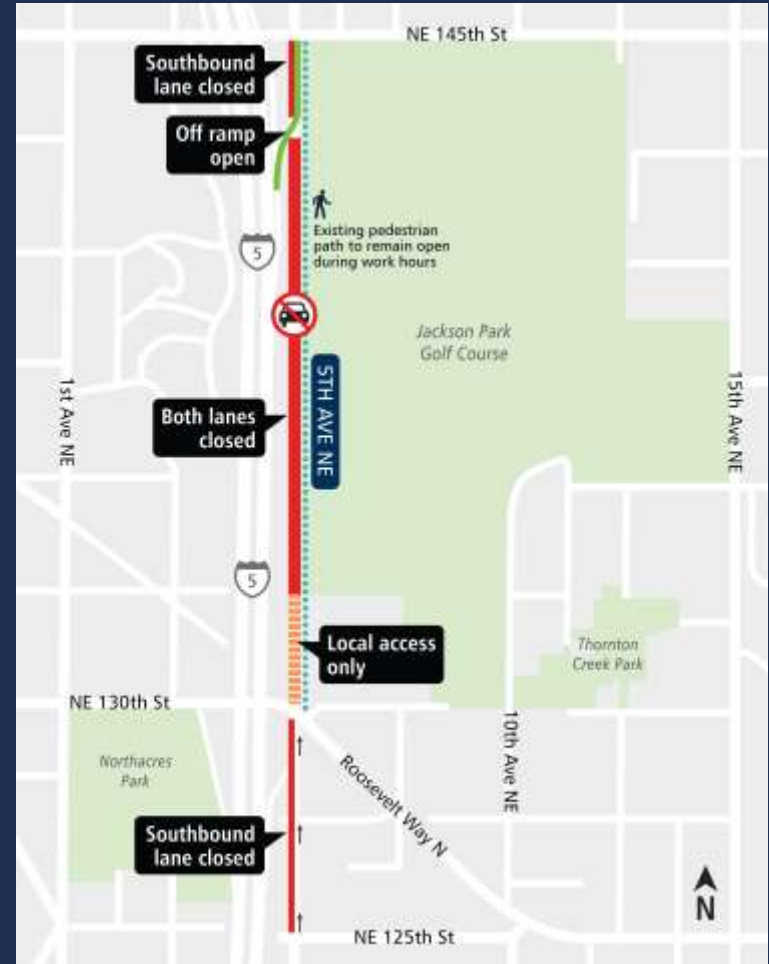 NE 145th St
Southbound
lane closed
Off ramp
open
Existing pedestrian
path to remain open
during work hours
5
Jackson Park
Golf Course
5TH AVE NE
1st Ave NE
15th Ave NE
Both lanes
closed
5
Local access
only
Thornton
Creek Park
NE 130th St
10th Ave NE
Northacres
Park
Roosevelt Way N
Southbound
lane closed
N
NE 125th St